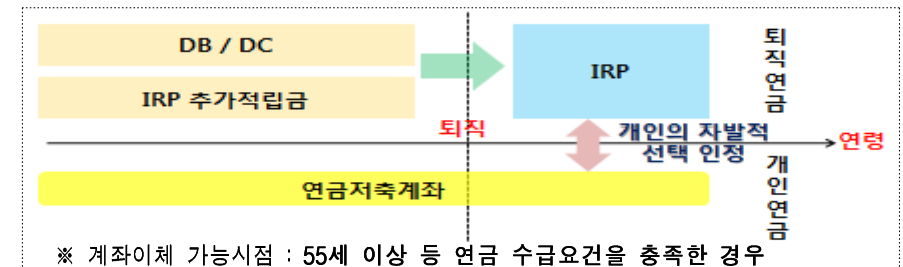 DB / DC
IRP 추가적립금
IRP
퇴직연금
퇴직
개인의 자발적
선택 인정
연령
연금저축계좌
개인연금
※ 계좌이체 가능시점 : 55세 이상 등 연금 수급요건을 충족한 경우